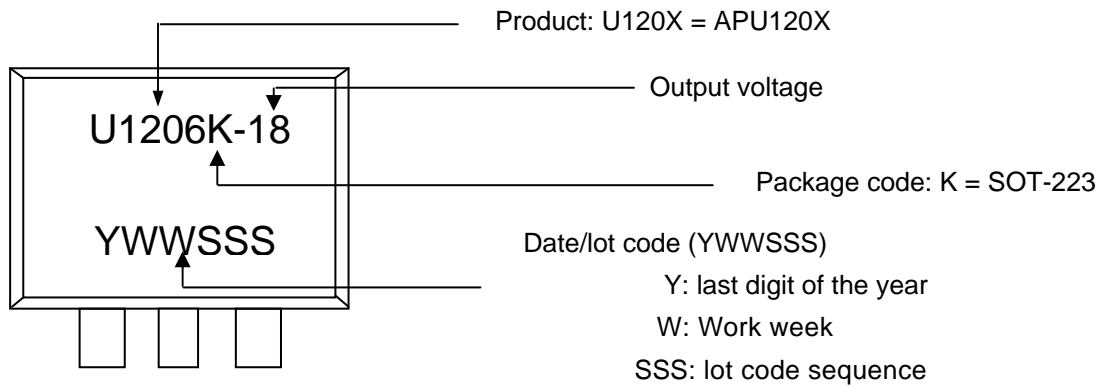 Product: U120X = APU120X
Output voltage
U1206K-18
Package code: K = SOT-223
YWWSSS
Date/lot code (YWWSSS)
Y: last digit of the year
W: Work week
SSS: lot code sequence